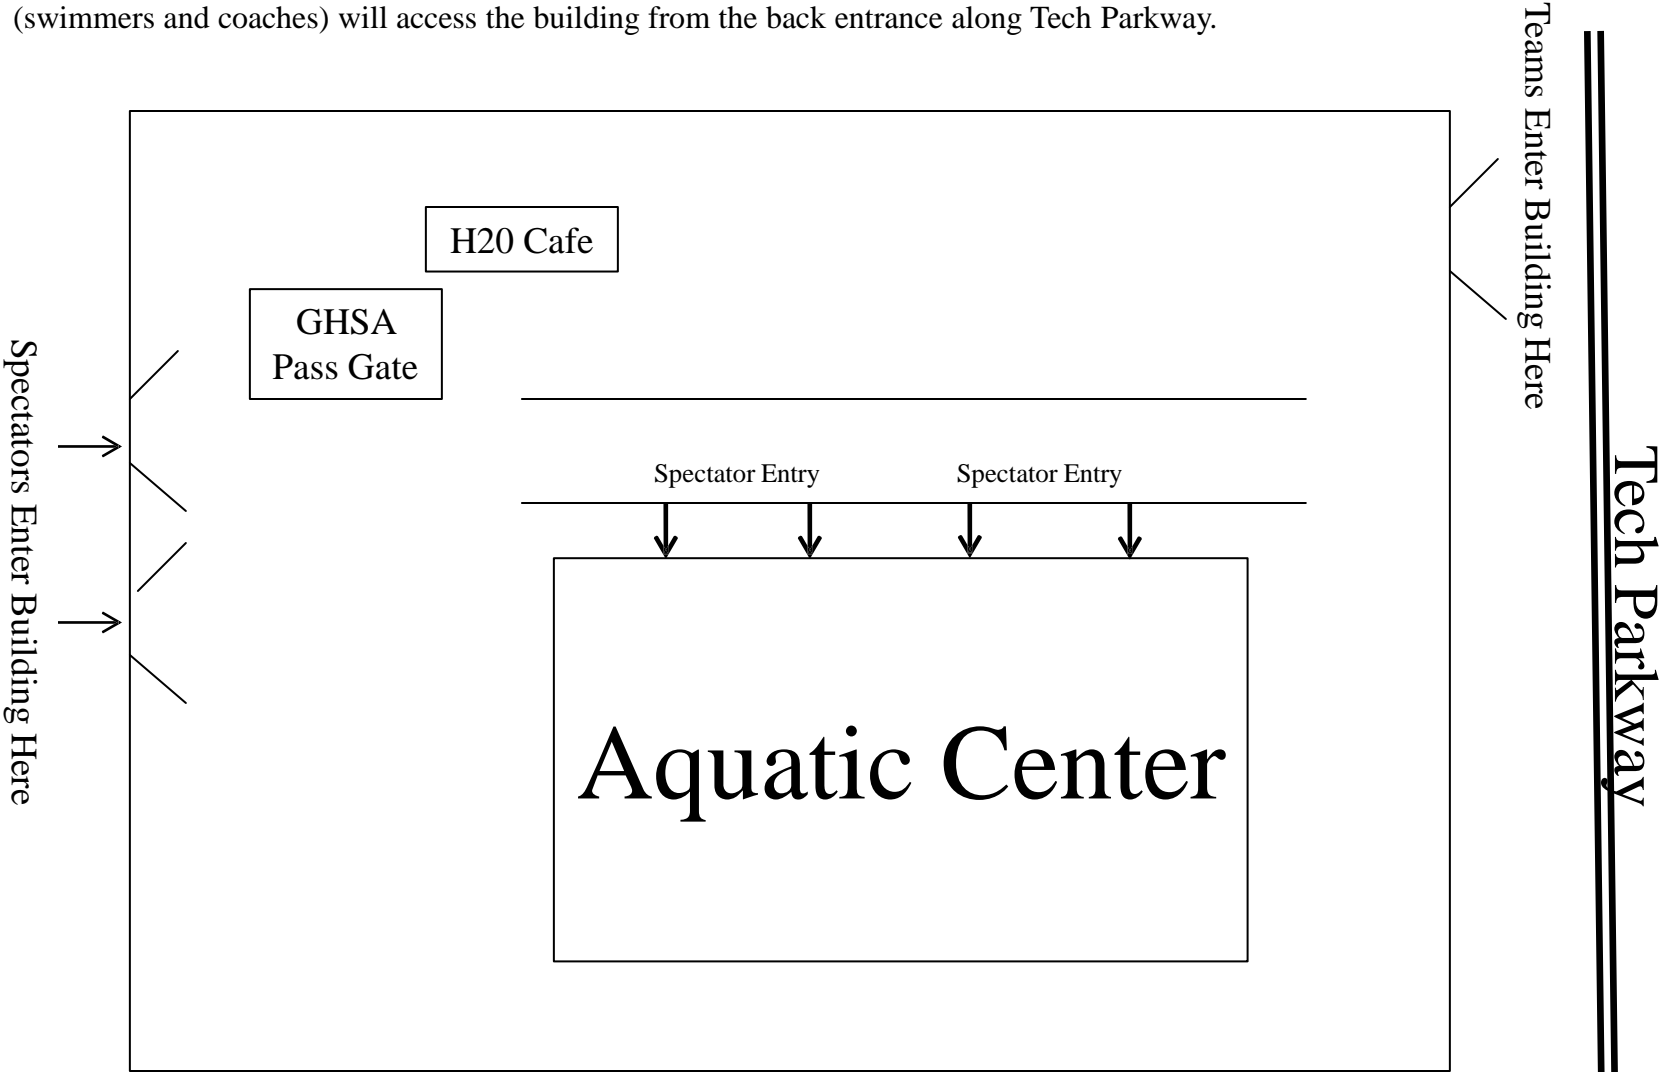 (swimmers and coaches) will access the building from the back entrance along Tech Parkway.
Teams Enter Building Here
H20 Cafe
GHSA
Pass Gate
Spectators Enter Building Here
Spectator Entry
Spectator Entry
Tech Parkway
Aquatic Center